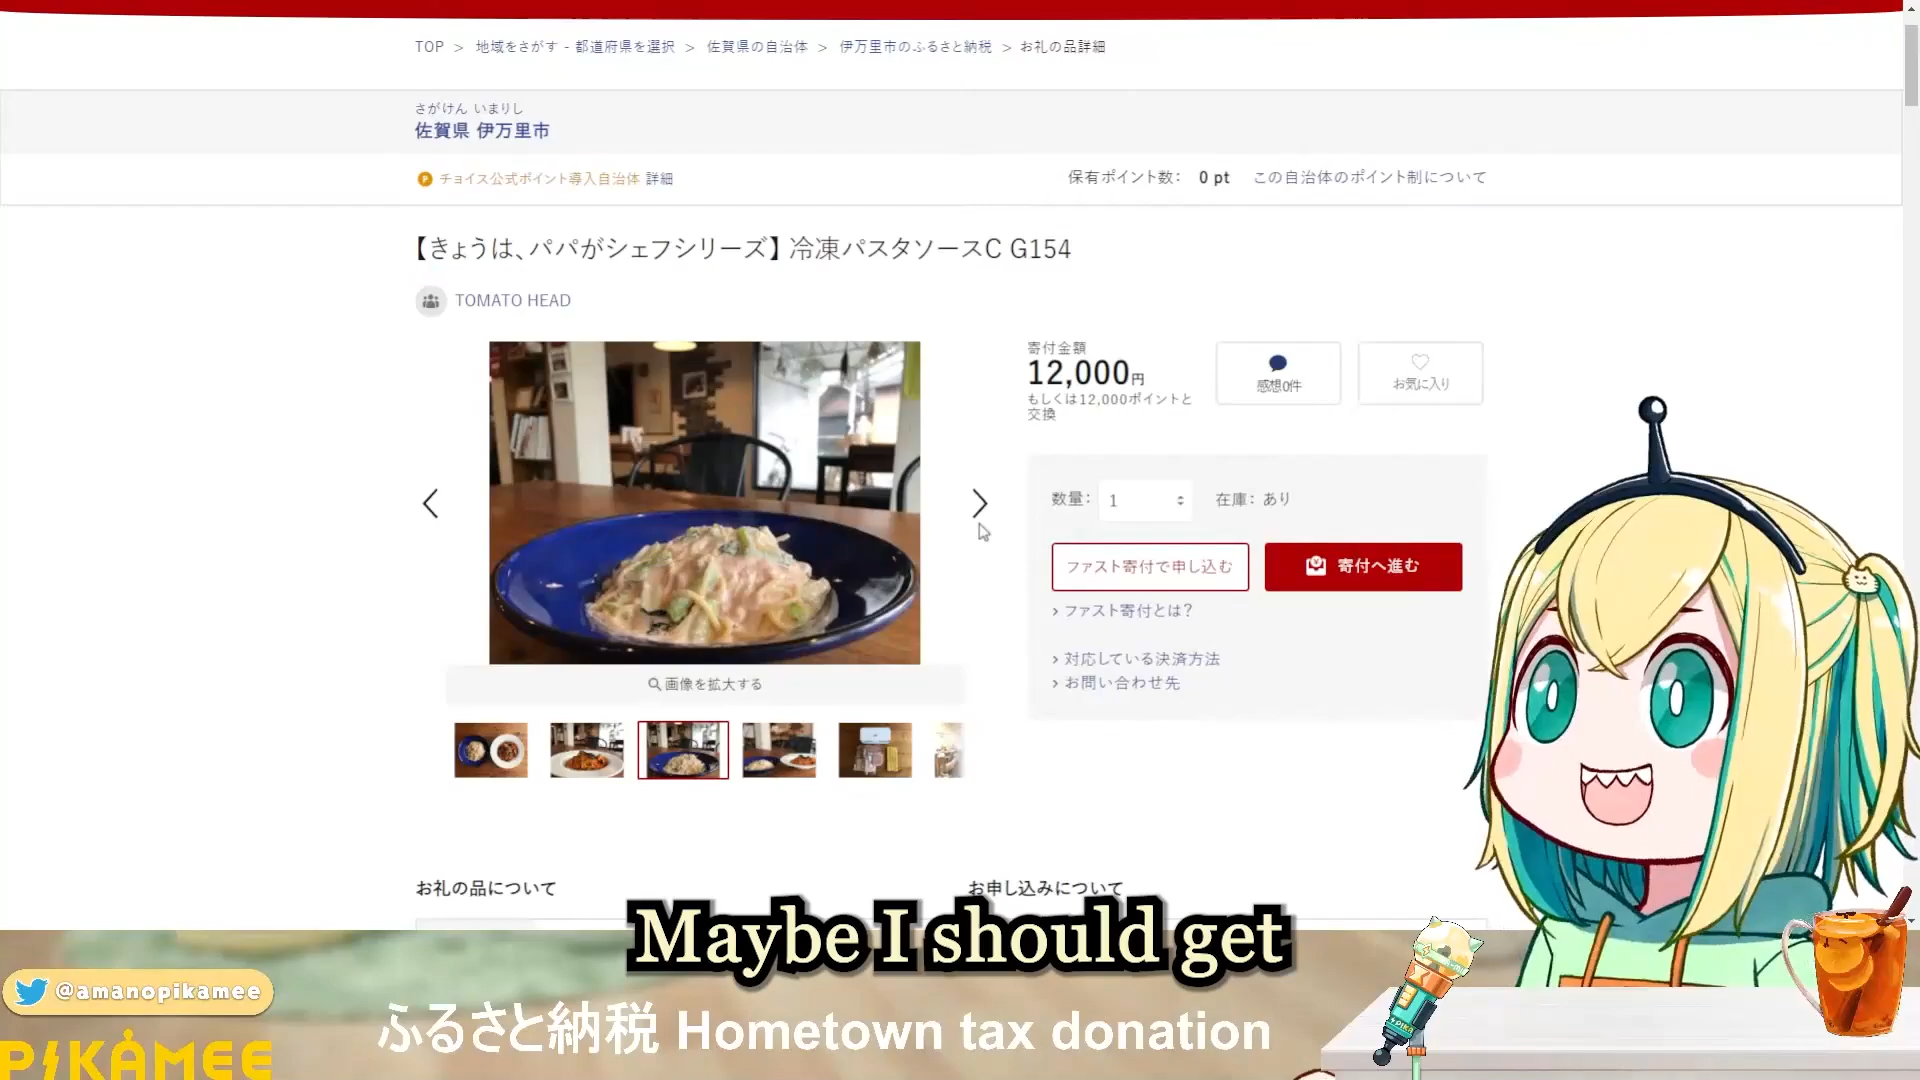 TOP > 地域をさがす - 都道府県を選択 > 佐賀県の自治体 > 伊万里市のふるさと納税 > お礼の品詳細
さがけん いまりし
佐賀県 伊万里市
P チョイス公式ポイント導入自治体 詳細
保有ポイント数： 0 pt この自治体のポイント制について
【きょうは、パパがシェフシリーズ】 冷凍パスタソースC G154
TOMATO HEAD
寄付金額
12,000円
もしくは12,000ポイントと
交換
感想0件
お気に入り
数量： 1 在庫： あり
ファスト寄付で申し込む
寄付へ進む
› ファスト寄付とは?
› 対応している決済方法
› お問い合わせ先
画像を拡大する
お礼の品について
お申し込みについて
Maybe I should get
@amanopikamee
ふるさと納税 Hometown tax donation
PIKAMEE